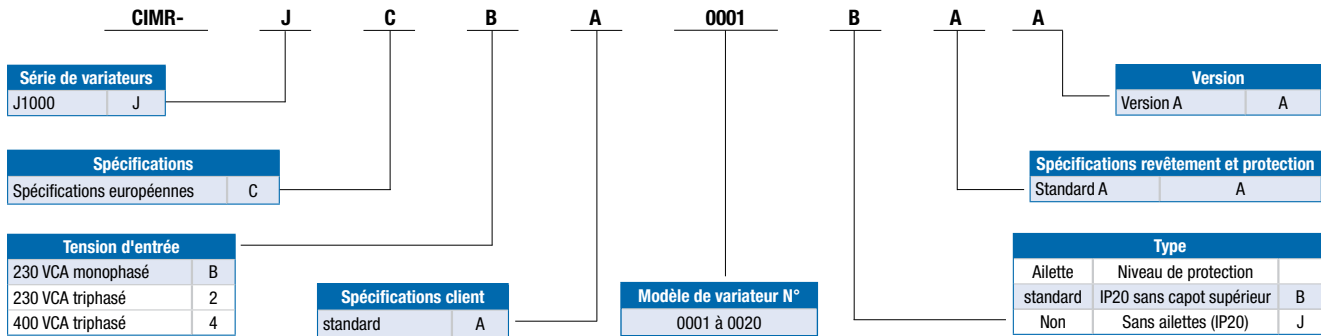 CIMR- J C B A 0001 B A A
Série de variateurs
J1000 J
Version
Version A A
Spécifications
Spécifications européennes C
Spécifications revêtement et protection
Standard A A
Tension d'entrée
230 VCA monophasé B
230 VCA triphasé 2
400 VCA triphasé 4
Spécifications client
standard A
Modèle de variateur N°
0001 à 0020
Type
Ailette Niveau de protection
standard IP20 sans capot supérieur B
Non Sans ailettes (IP20) J